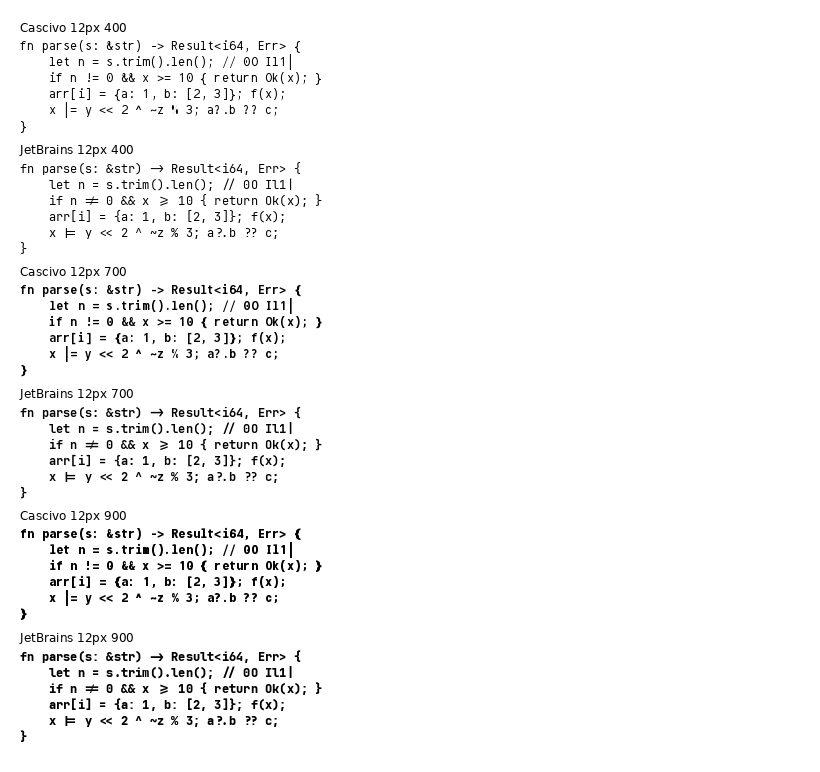 Cascivo 12px 400
fn parse(s: &str) -> Result<i64, Err> {
    let n = s.trim().len(); // 0O Il1|
    if n != 0 && x >= 10 { return Ok(x); }
    arr[i] = {a: 1, b: [2, 3]}; f(x);
    x |= y << 2 ^ ~z % 3; a?.b ?? c;
}
JetBrains 12px 400
fn parse(s: &str) -> Result<i64, Err> {
    let n = s.trim().len(); // 0O Il1|
    if n != 0 && x >= 10 { return Ok(x); }
    arr[i] = {a: 1, b: [2, 3]}; f(x);
    x |= y << 2 ^ ~z % 3; a?.b ?? c;
}
Cascivo 12px 700
fn parse(s: &str) -> Result<i64, Err> {
    let n = s.trim().len(); // 0O Il1|
    if n != 0 && x >= 10 { return Ok(x); }
    arr[i] = {a: 1, b: [2, 3]}; f(x);
    x |= y << 2 ^ ~z % 3; a?.b ?? c;
}
JetBrains 12px 700
fn parse(s: &str) -> Result<i64, Err> {
    let n = s.trim().len(); // 0O Il1|
    if n != 0 && x >= 10 { return Ok(x); }
    arr[i] = {a: 1, b: [2, 3]}; f(x);
    x |= y << 2 ^ ~z % 3; a?.b ?? c;
}
Cascivo 12px 900
fn parse(s: &str) -> Result<i64, Err> {
    let n = s.trim().len(); // 0O Il1|
    if n != 0 && x >= 10 { return Ok(x); }
    arr[i] = {a: 1, b: [2, 3]}; f(x);
    x |= y << 2 ^ ~z % 3; a?.b ?? c;
}
JetBrains 12px 900
fn parse(s: &str) -> Result<i64, Err> {
    let n = s.trim().len(); // 0O Il1|
    if n != 0 && x >= 10 { return Ok(x); }
    arr[i] = {a: 1, b: [2, 3]}; f(x);
    x |= y << 2 ^ ~z % 3; a?.b ?? c;
}